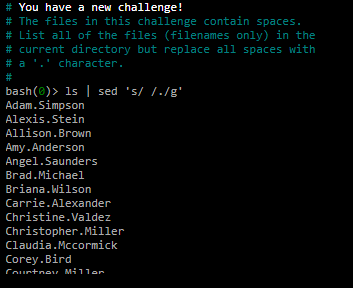 # You have a new challenge!
# The files in this challenge contain spaces.
# List all of the files (filenames only) in the
# current directory but replace all spaces with
# a '.' character.
#
bash(0)> ls | sed 's/ /./g'
Adam.Simpson
Alexis.Stein
Allison.Brown
Amy.Anderson
Angel.Saunders
Brad.Michael
Briana.Wilson
Carrie.Alexander
Christine.Valdez
Christopher.Miller
Claudia.Mccormick
Corey.Bird
Courtney.Miller